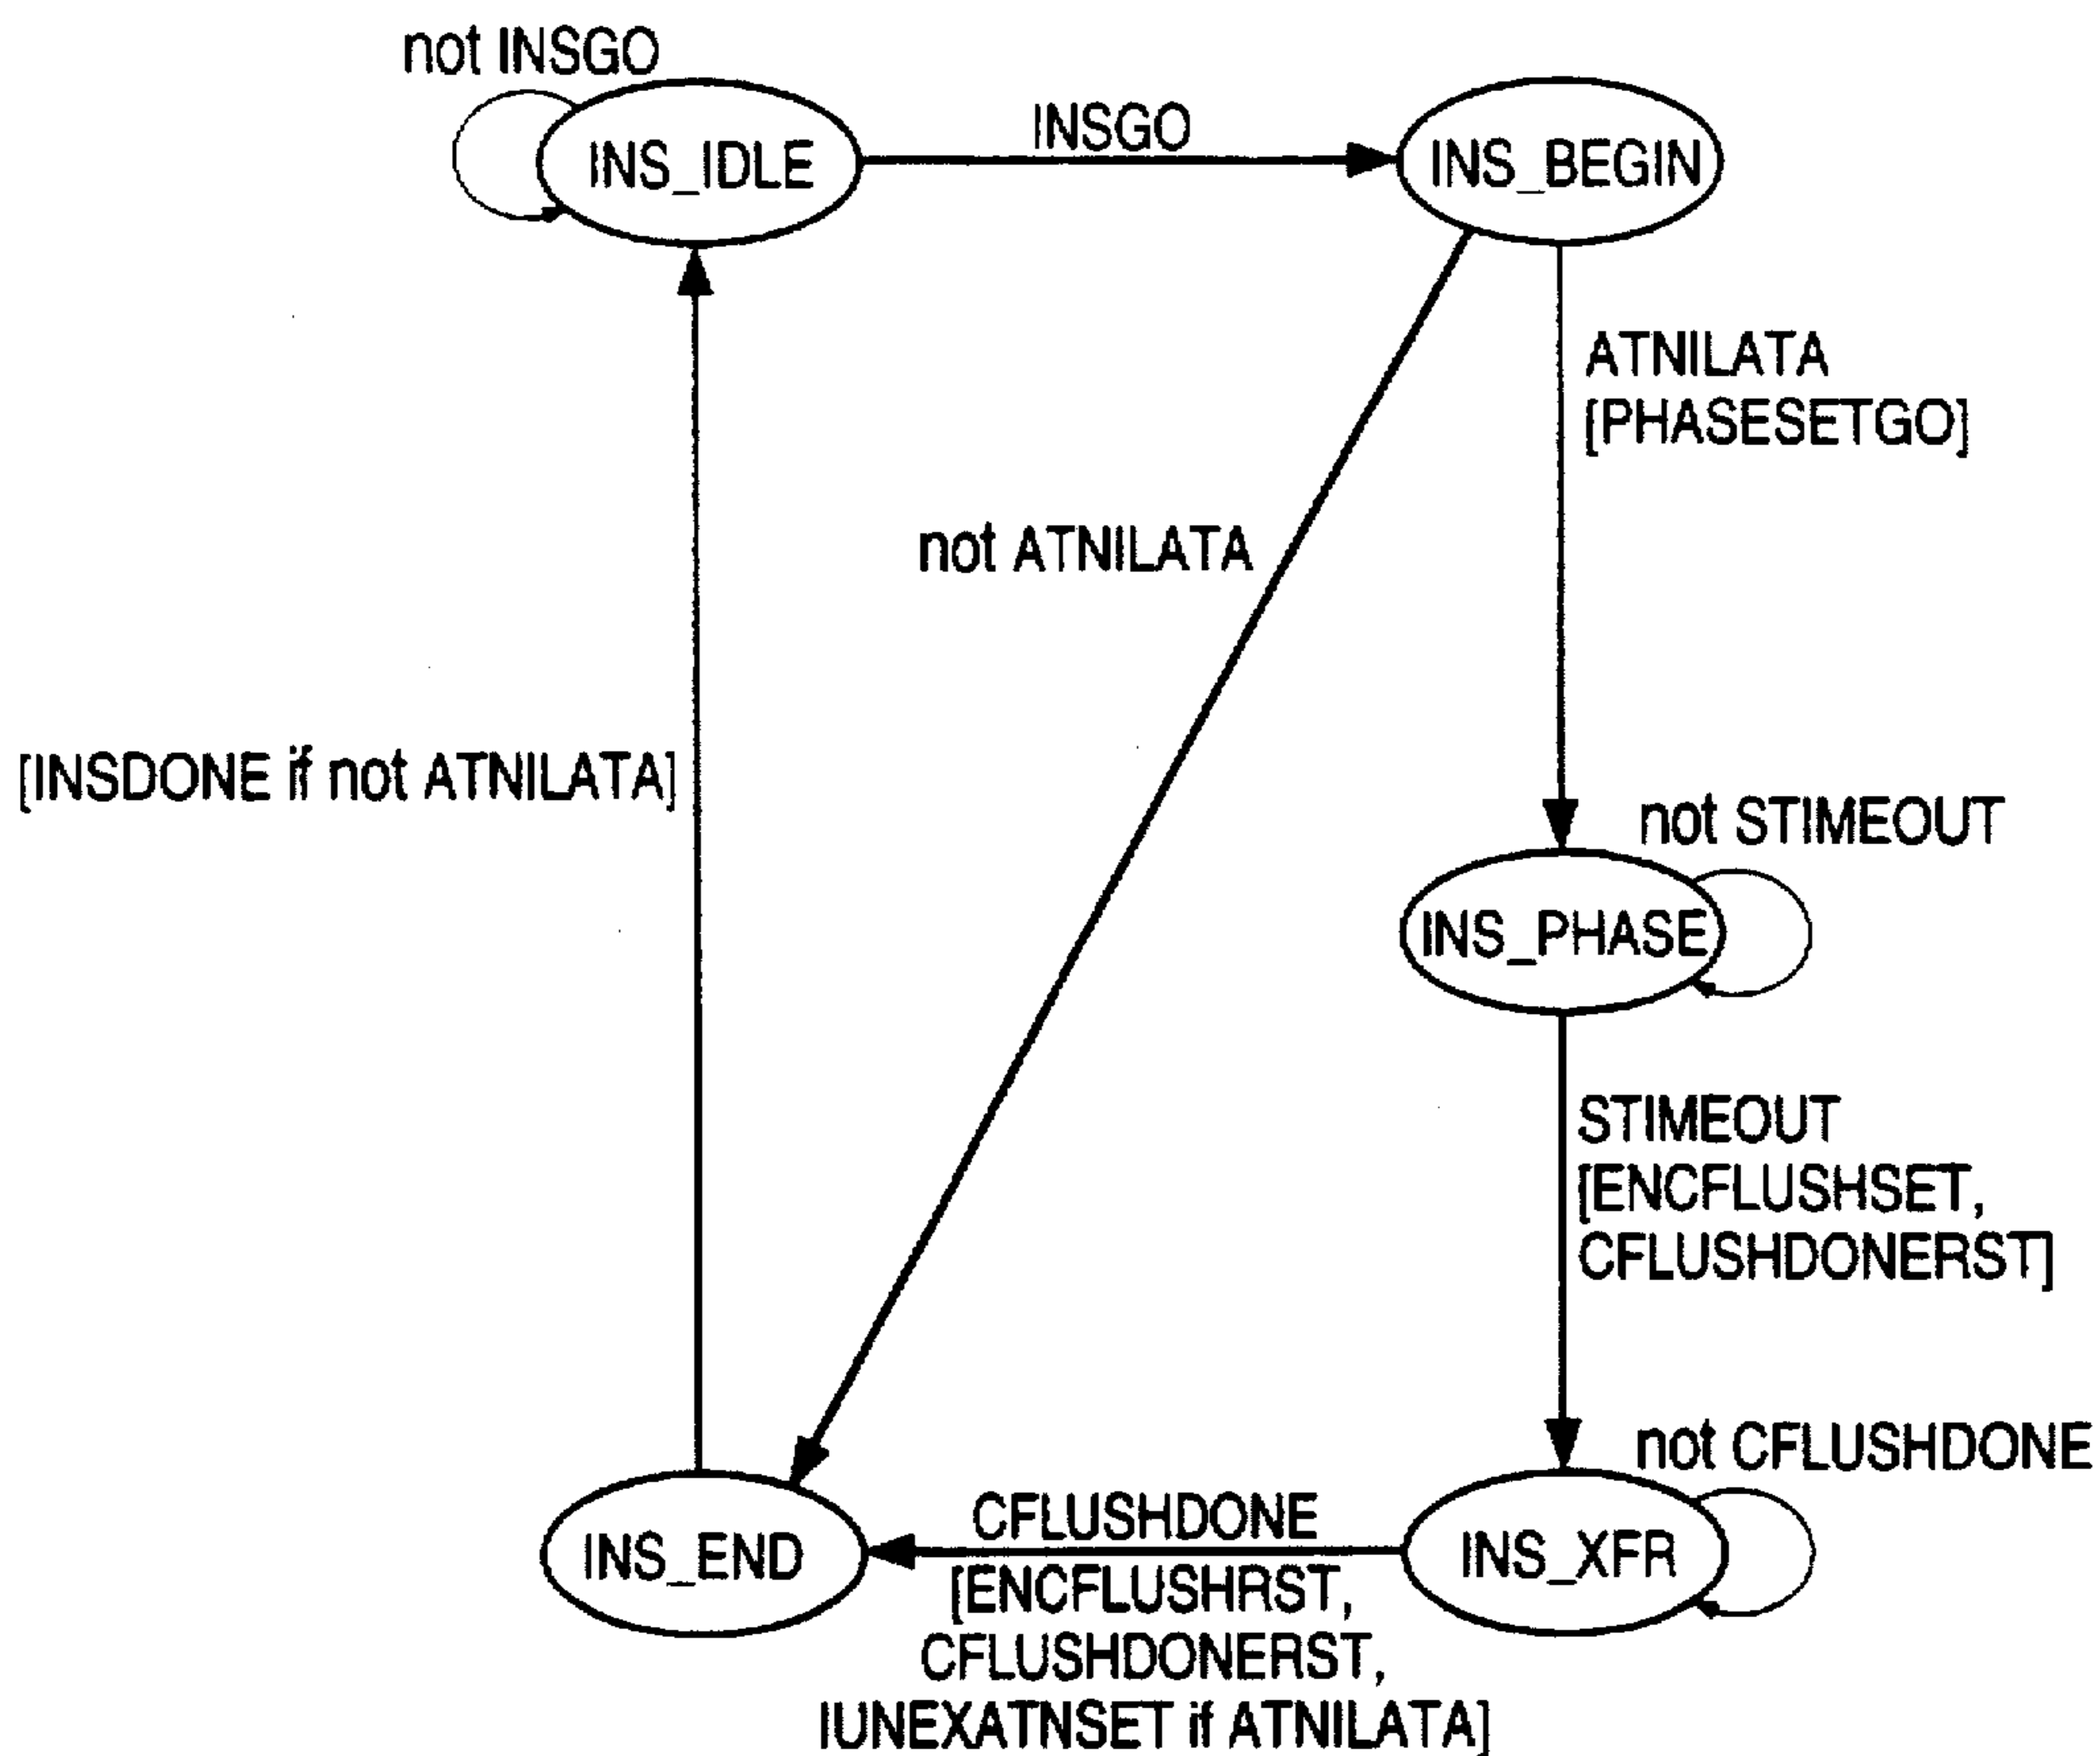 not INSGO
INS_IDLE
INSGO
INS_BEGIN
ATNILATA
[PHASESETGO]
not ATNILATA
[INSDONE if not ATNILATA]
not STIMEOUT
INS_PHASE
STIMEOUT
[ENCFLUSHSET,
CFLUSHDONERST]
not CFLUSHDONE
INS_XFR
CFLUSHDONE
[ENCFLUSHRST,
CFLUSHDONERST,
IUNEXATNSET if ATNILATA]
INS_END